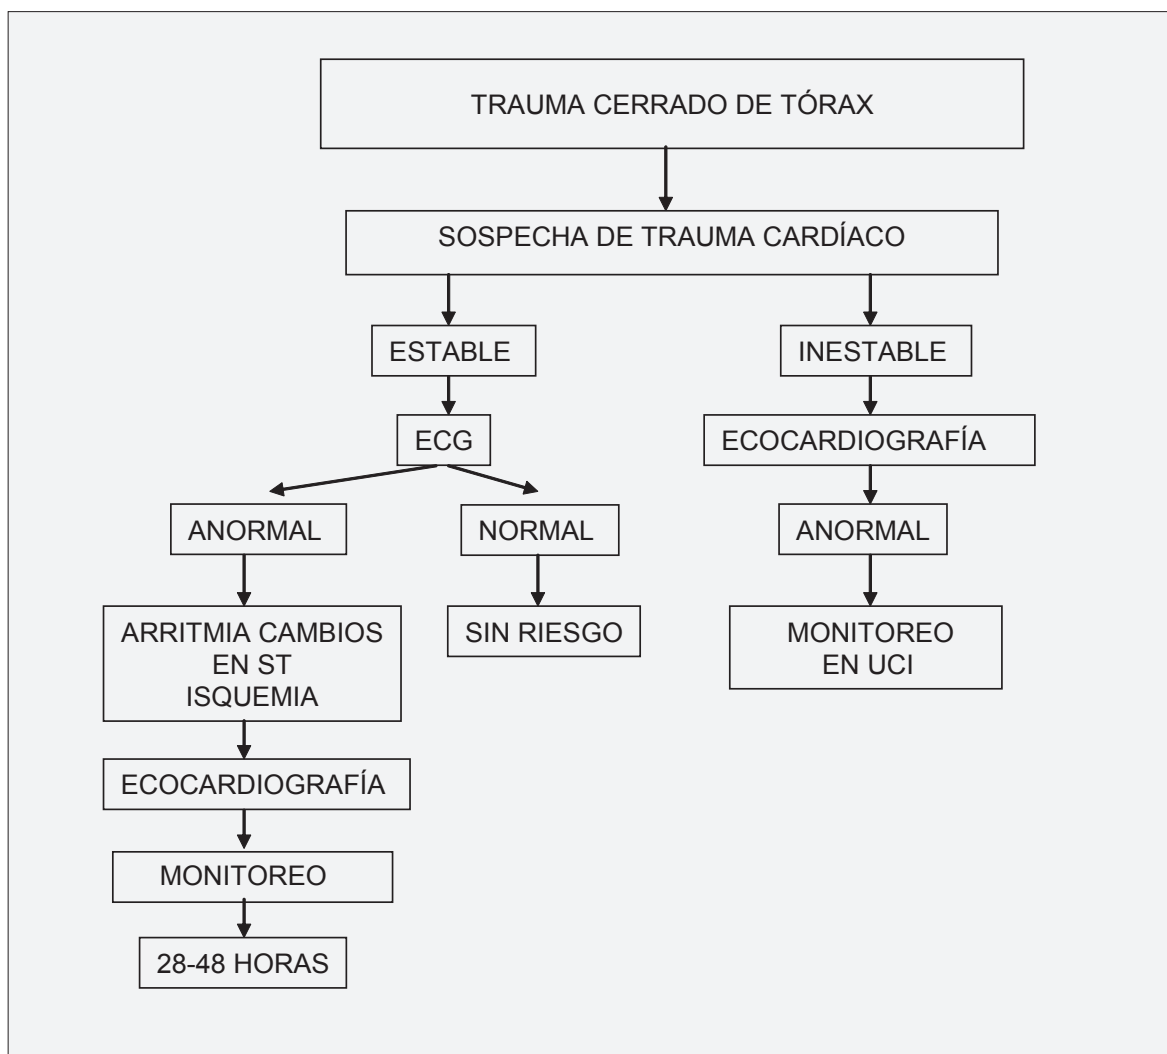 TRAUMA CERRADO DE TÓRAX
SOSPECHA DE TRAUMA CARDÍACO
ESTABLE
INESTABLE
ECG
ECOCARDIOGRAFÍA
ANORMAL
NORMAL
ANORMAL
ARRITMIA CAMBIOS
EN ST
ISQUEMIA
SIN RIESGO
MONITOREO
EN UCI
ECOCARDIOGRAFÍA
MONITOREO
28-48 HORAS